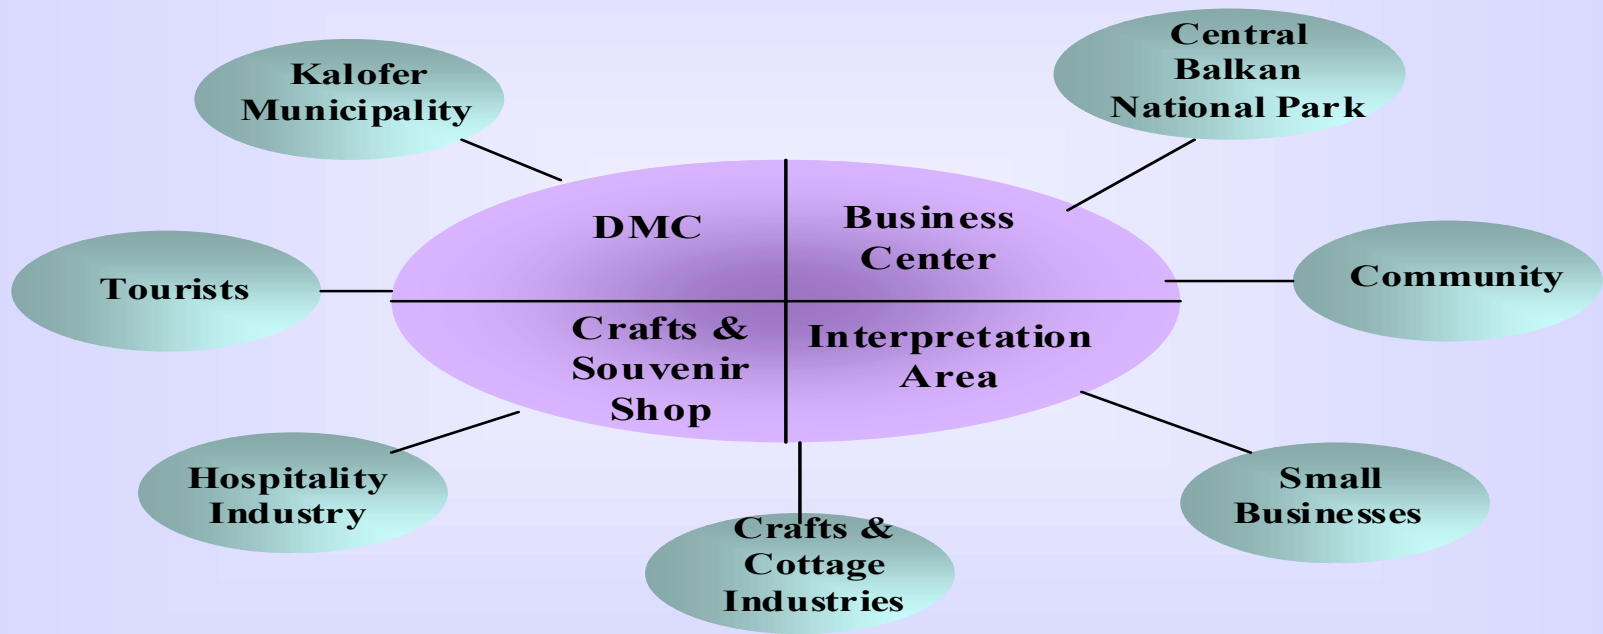 Kalofer
Municipality
Central
Balkan
National Park
DMC
Business
Center
Tourists
Community
Crafts &
Souvenir
Shop
Interpretation
Area
Hospitality
Industry
Crafts &
Cottage
Industries
Small
Businesses